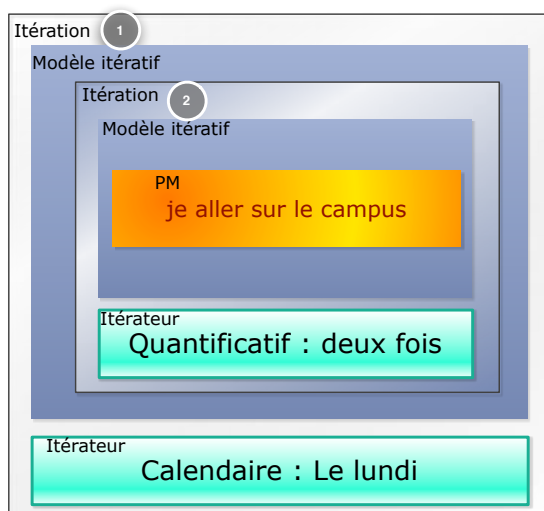 Itération 1
Modèle itératif
Itération 2
Modèle itératif
PM
je aller sur le campus
Itérateur
Quantificatif : deux fois
Itérateur
Calendaire : Le lundi